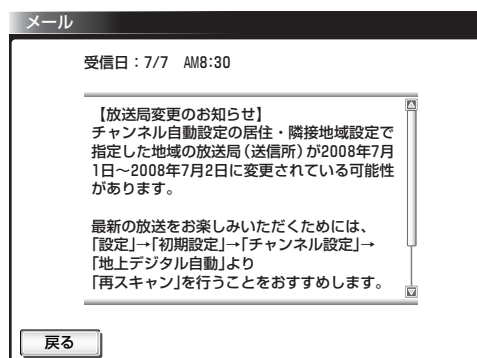 メール
受信日：7/7 AM8:30
【放送局変更のお知らせ】
チャンネル自動設定の居住・隣接地域設定で
指定した地域の放送局（送信所）が2008年7月
1日～2008年7月2日に変更されている可能性
があります。
最新の放送をお楽しみいただくためには、
「設定」→「初期設定」→「チャンネル設定」→
「地上デジタル自動」より
「再スキャン」を行うことをおすすめします。
戻る